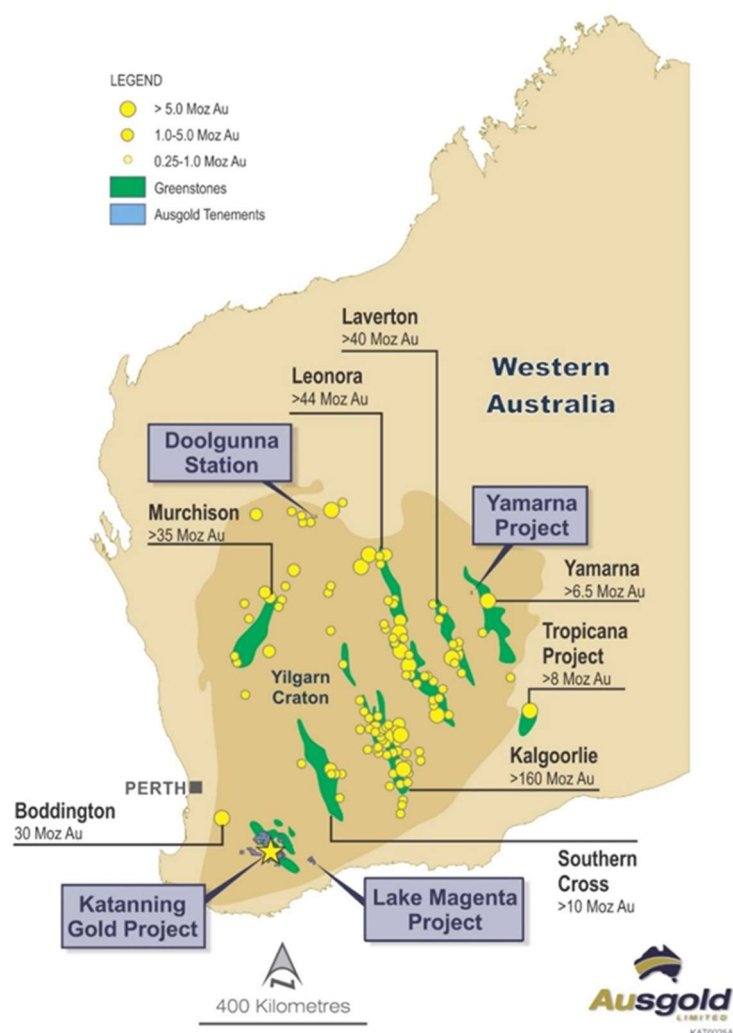 LEGEND
> 5.0 Moz Au
1.0-5.0 Moz Au
0.25-1.0 Moz Au
Greenstones
Ausgold Tenements
Laverton
>40 Moz Au
Western
Australia
Leonora
>44 Moz Au
Doolgunna
Station
Yamarna
Project
Murchison
>35 Moz Au
Yamarna
>6.5 Moz Au
Tropicana
Project
>8 Moz Au
Yilgarn
Craton
Kalgoorlie
>160 Moz Au
PERTH
Boddington
30 Moz Au
Southern
Cross
>10 Moz Au
Katanning
Gold Project
Lake Magenta
Project
N
400 Kilometres
Ausgold
LIMITED